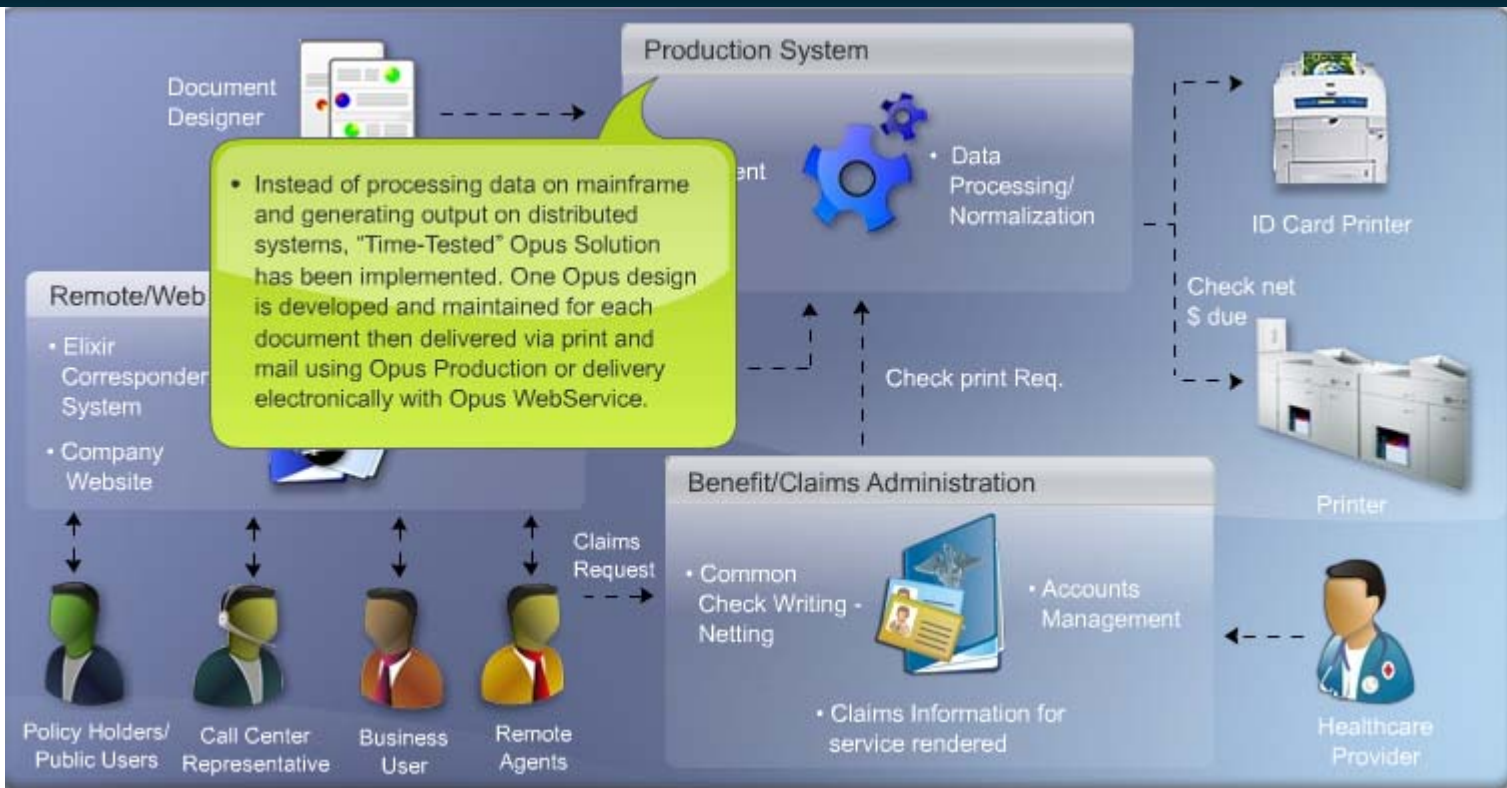 Document
Designer
Production System
• Instead of processing data on mainframe
and generating output on distributed
systems, “Time-Tested” Opus Solution
has been implemented. One Opus design
is developed and maintained for each
document then delivered via print and
mail using Opus Production or delivery
electronically with Opus WebService.
• Data
Processing/
Normalization
ID Card Printer
Check net
$ due
Printer
Remote/Web
• Elixir
System
• Company
Website
Check print Req.
Benefit/Claims Administration
• Common
Check Writing -
Netting
• Accounts
Management
• Claims Information for
service rendered
Claims
Request
Policy Holders/
Public Users
Call Center
Representative
Business
User
Remote
Agents
Healthcare
Provider